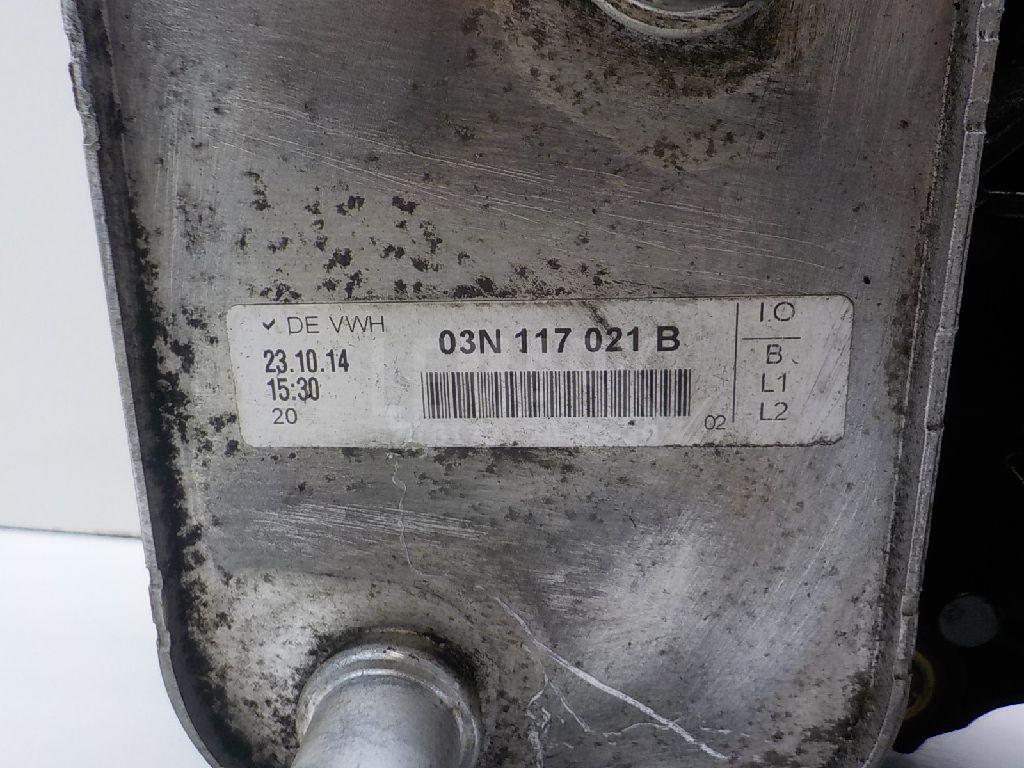 ✓ DE VWH
23.10.14
15:30
20
03N 117 021 B
02
I.O
B
L1
L2